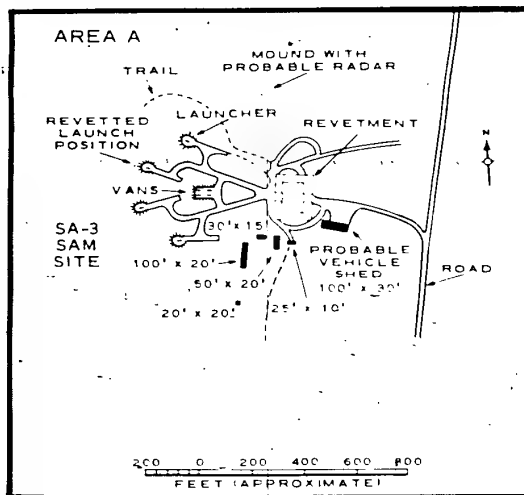 AREA A
MOUND WITH
PROBABLE RADAR
TRAIL
LAUNCHER
REVETTED
LAUNCH
POSITION
REVETMENT
N
VANS
SA-3
SAM
SITE
30' X 15'
100' X 20'
50' X 20'
20' X 20'
25' X 10'
PROBABLE
VEHICLE
SHED
100' X 30'
ROAD
200 0 200 400 600 800
FEET (APPROXIMATE)